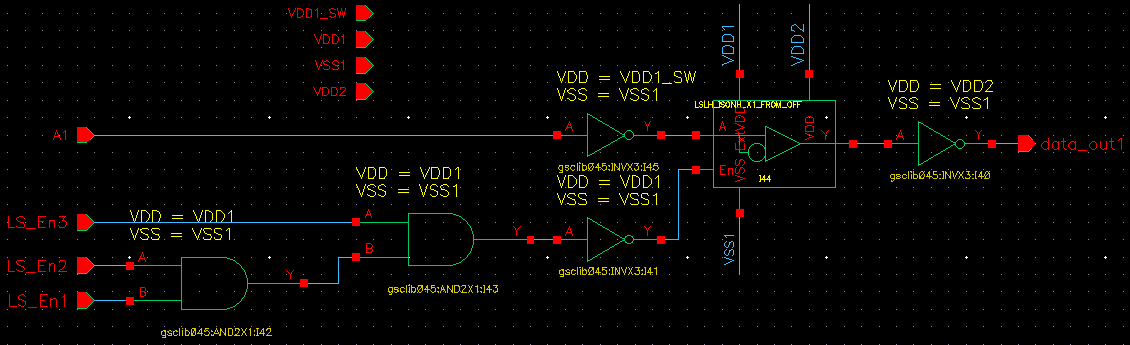 VDD1_SW
VDD1
VSS1
VDD2
VDD1
VDD2
VDD = VDD1_SW
VSS = VSS1
VDD = VDD2
VSS = VSS1
LSLH_ISONH_X1_FROM_OFF
A1
A
Y
A
ExtVDD
VDD
Y
A
Y
data_out1
gsclib045:INVX3:I45
En
VSS
I44
gsclib045:INVX3:I40
VDD = VDD1
VSS = VSS1
VDD = VDD1
VSS = VSS1
LS_En3
VDD = VDD1
VSS = VSS1
A
Y
A
Y
B
VSS1
LS_En2
A
Y
gsclib045:INVX3:I41
LS_En1
B
gsclib045:AND2X1:I43
gsclib045:AND2X1:I42